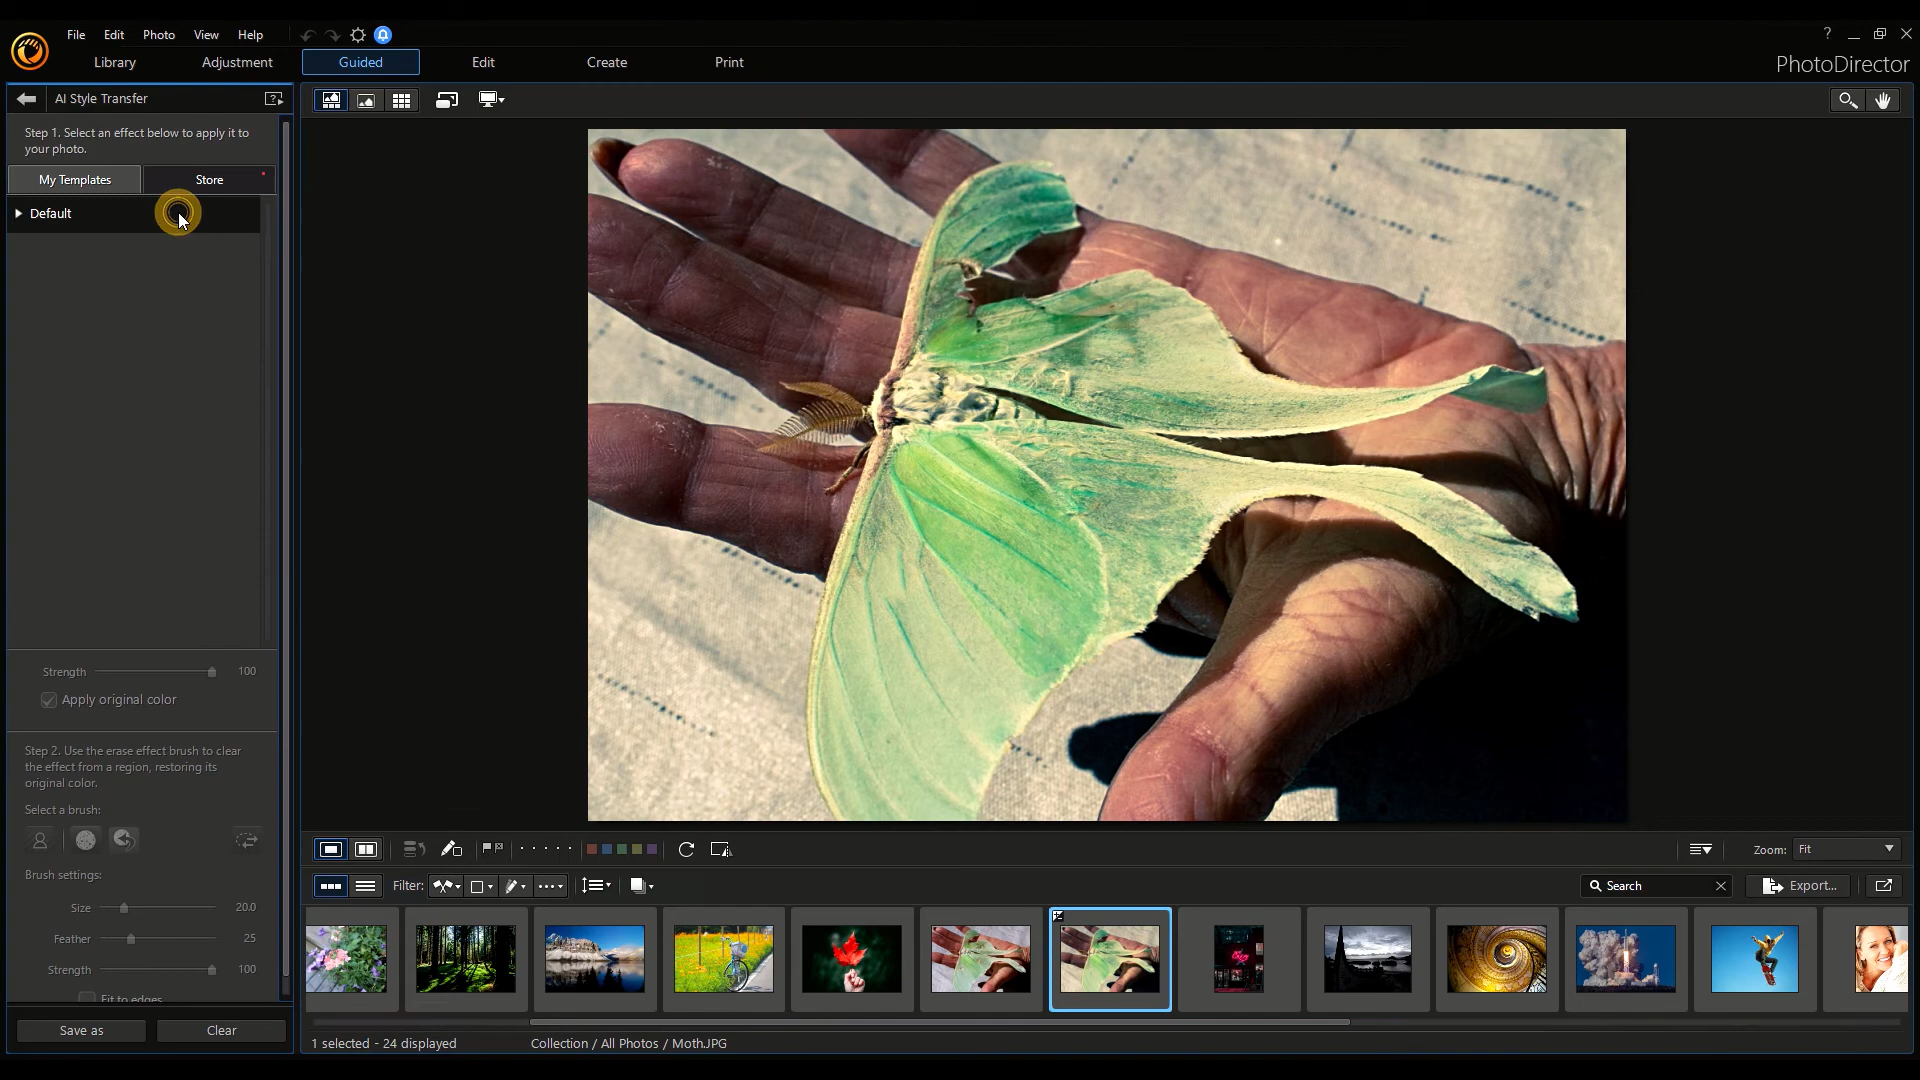 File Edit Photo View Help
?
Library Adjustment Guided Edit Create Print
PhotoDirector
AI Style Transfer
Step 1. Select an effect below to apply it to
your photo.
My Templates Store
Default
Strength 100
Apply original color
Step 2. Use the erase effect brush to clear
the effect from a region, restoring its
original color.
Select a brush:
Brush settings:
Size 20.0
Feather 25
Strength 100
Fit to edges
Save as Clear
Zoom: Fit
Filter:
Search
Export...
1 selected - 24 displayed
Collection / All Photos / Moth.JPG